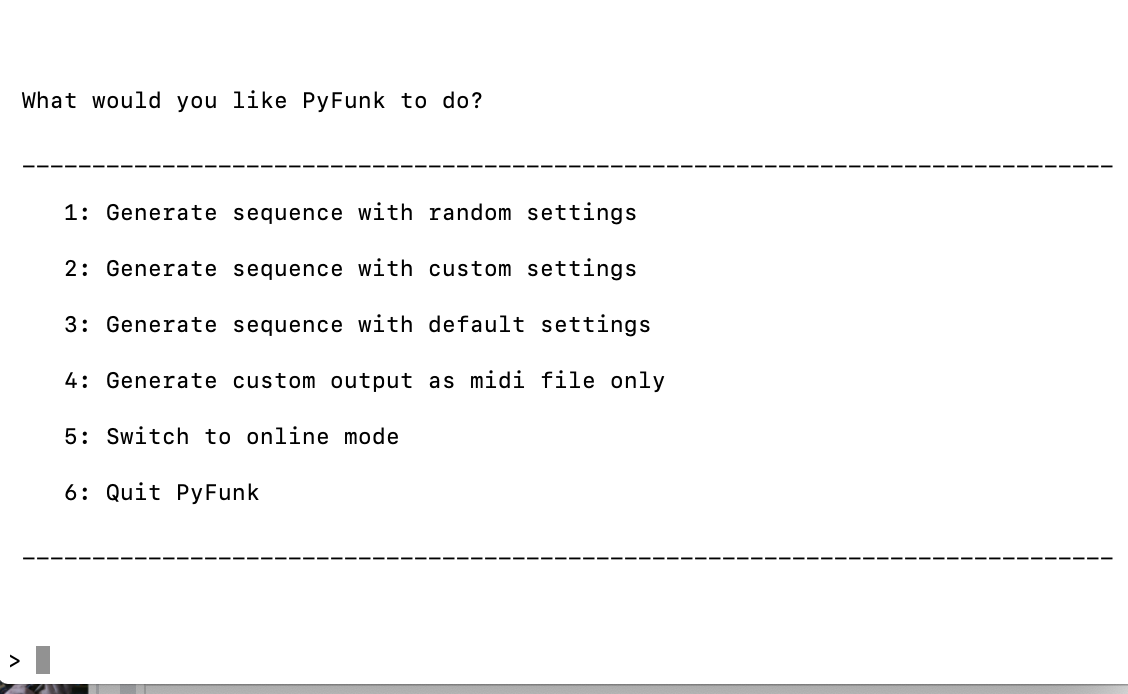 What would you like PyFunk to do?
______________________________________________________________________________
1: Generate sequence with random settings
2: Generate sequence with custom settings
3: Generate sequence with default settings
4: Generate custom output as midi file only
5: Switch to online mode
6: Quit PyFunk
______________________________________________________________________________
>